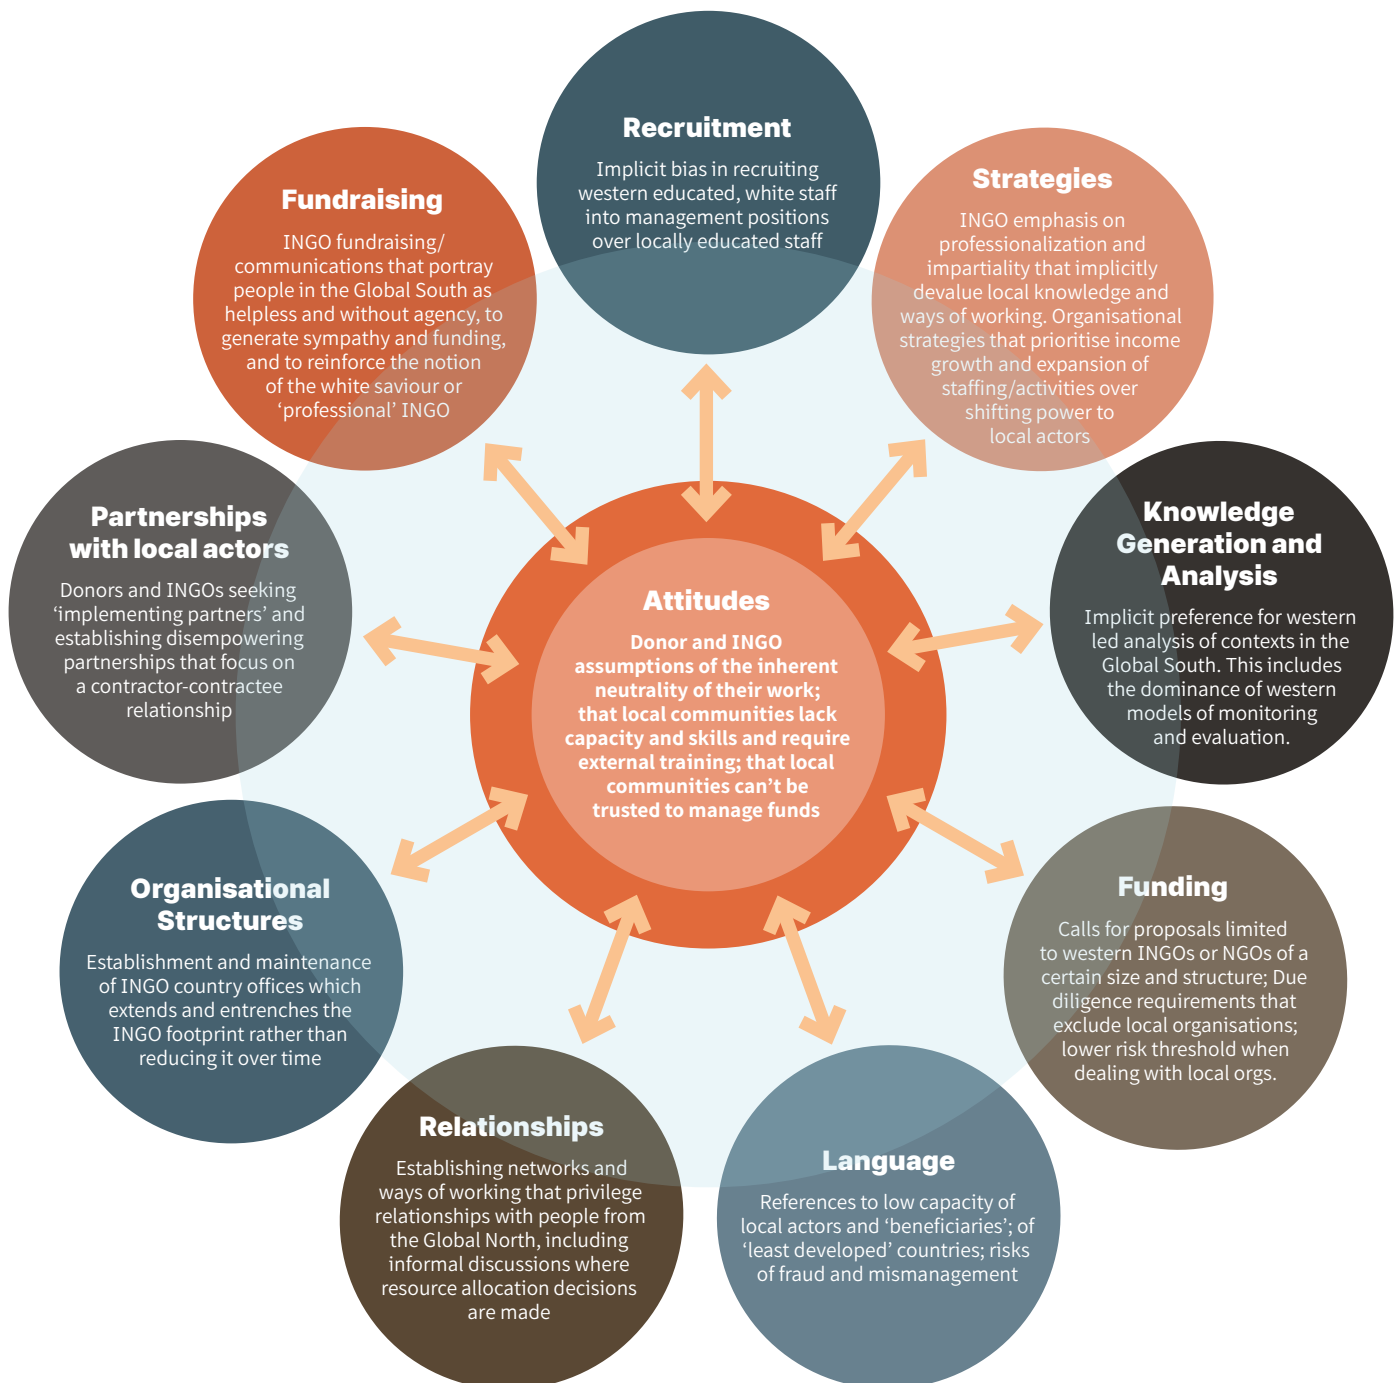 Recruitment
Implicit bias in recruiting
western educated, white staff
into management positions
over locally educated staff
Strategies
INGO emphasis on
professionalization and
impartiality that implicitly
devalue local knowledge and
ways of working. Organisational
strategies that prioritise income
growth and expansion of
staffing/activities over
shifting power to
local actors
Knowledge
Generation and
Analysis
Implicit preference for western
led analysis of contexts in the
Global South. This includes
the dominance of western
models of monitoring
and evaluation.
Funding
Calls for proposals limited
to western INGOs or NGOs of a
certain size and structure; Due
diligence requirements that
exclude local organisations;
lower risk threshold when
dealing with local orgs.
Language
References to low capacity of
local actors and ‘beneficiaries’; of
‘least developed’ countries; risks
of fraud and mismanagement
Relationships
Establishing networks and
ways of working that privilege
relationships with people from
the Global North, including
informal discussions where
resource allocation decisions
are made
Organisational
Structures
Establishment and maintenance
of INGO country offices which
extends and entrenches the
INGO footprint rather than
reducing it over time
Partnerships
with local actors
Donors and INGOs seeking
‘implementing partners’ and
establishing disempowering
partnerships that focus on
a contractor-contractee
relationship
Fundraising
INGO fundraising/
communications that portray
people in the Global South as
helpless and without agency, to
generate sympathy and funding,
and to reinforce the notion
of the white saviour or
‘professional’ INGO
Attitudes
Donor and INGO
assumptions of the inherent
neutrality of their work;
that local communities lack
capacity and skills and require
external training; that local
communities can’t be
trusted to manage funds